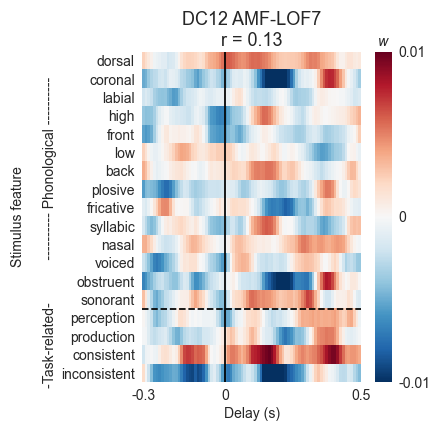 DC12 AMF-LOF7
r = 0.13
w
Stimulus feature
---------- Phonological ----------
-Task-related-
dorsal
coronal
labial
high
front
low
back
plosive
fricative
syllabic
nasal
voiced
obstruent
sonorant
perception
production
consistent
inconsistent
0.01
0
-0.01
-0.3 0 0.5
Delay (s)